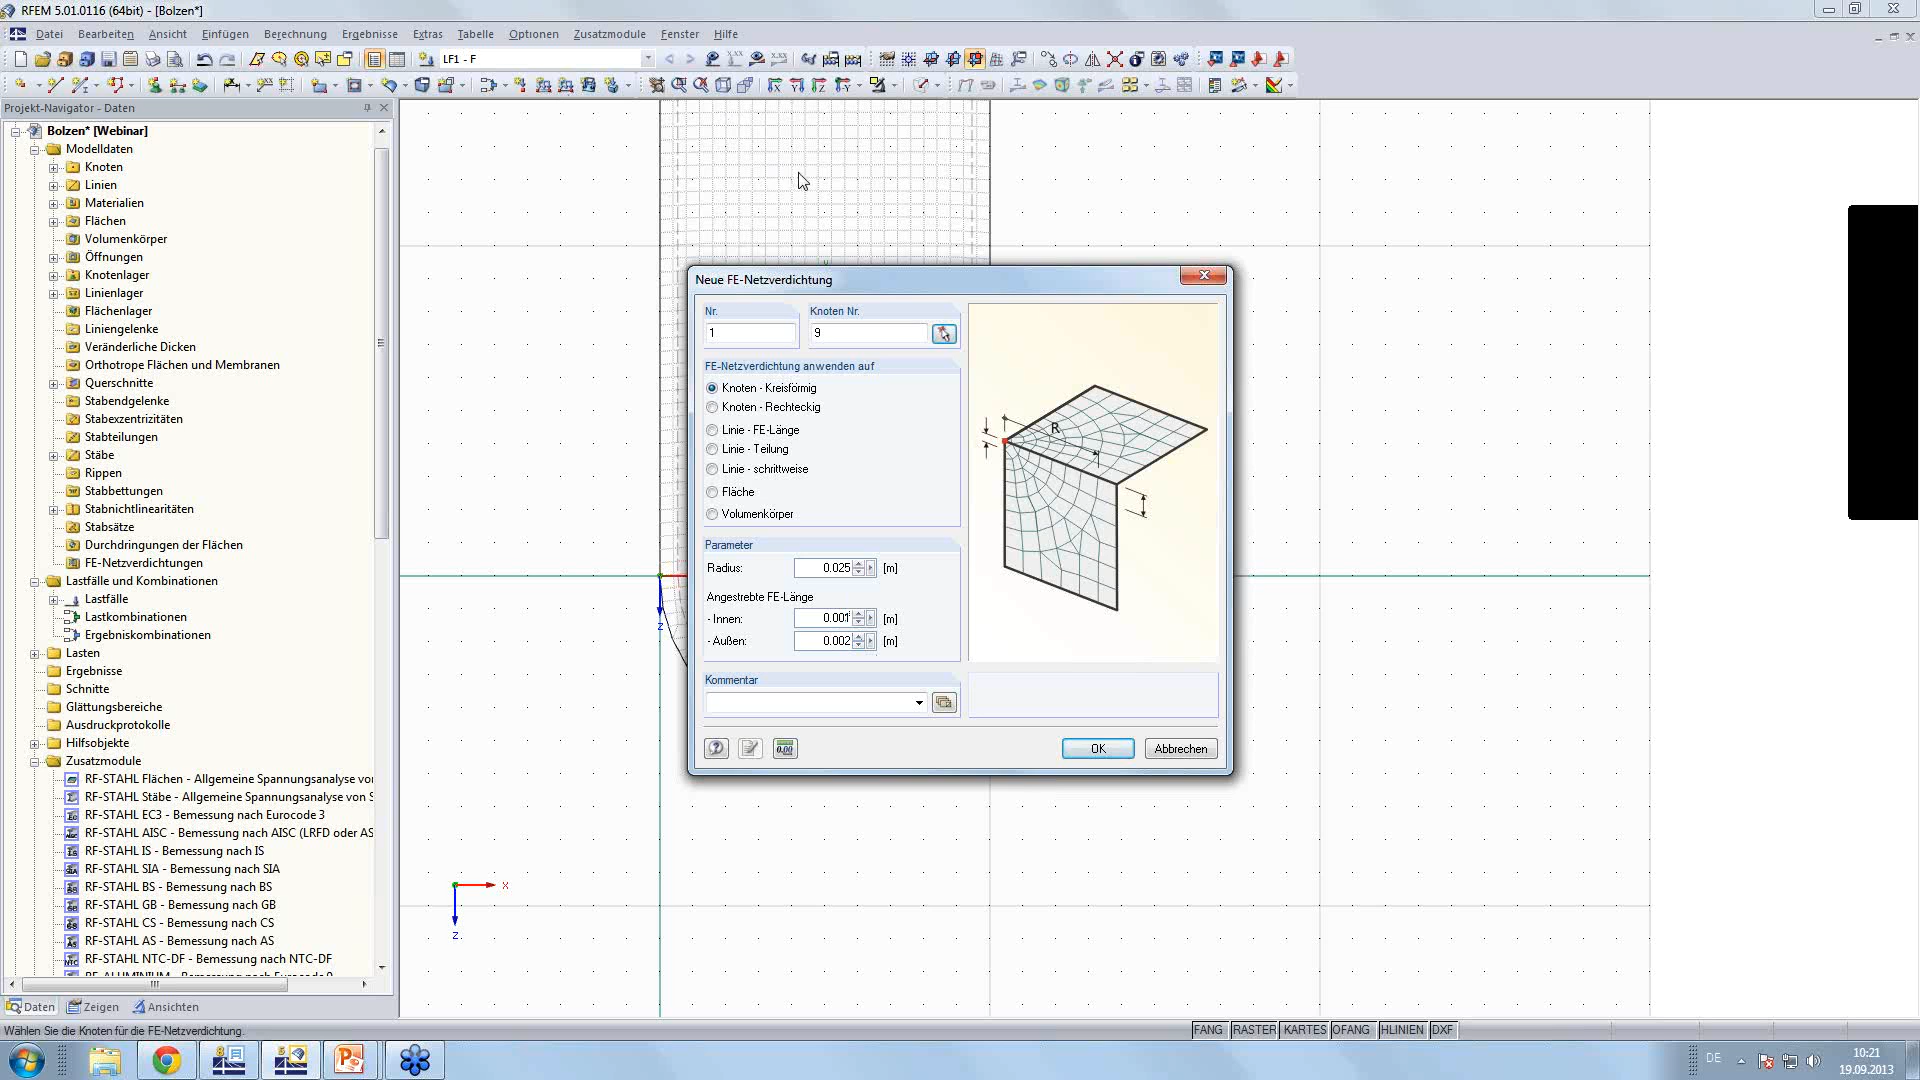 RFEM 5.01.0116 (64bit) - [Bolzen*]
Datei Bearbeiten Ansicht Einfügen Berechnung Ergebnisse Extras Tabelle Optionen Zusatzmodule Fenster Hilfe
LF1 - F
Projekt-Navigator - Daten
Bolzen* [Webinar]
Modelldaten
Knoten
Linien
Materialien
Flächen
Volumenkörper
Öffnungen
Knotenlager
Linienlager
Flächenlager
Liniengelenke
Veränderliche Dicken
Orthotrope Flächen und Membranen
Querschnitte
Stabendgelenke
Stabexzentrizitäten
Stabteilungen
Stäbe
Rippen
Stabbettungen
Stabnichtlinearitäten
Stabsätze
Durchdringungen der Flächen
FE-Netzverdichtungen
Lastfälle und Kombinationen
Lastfälle
Lastkombinationen
Ergebniskombinationen
Lasten
Ergebnisse
Schnitte
Glättungsbereiche
Ausdruckprotokolle
Hilfsobjekte
Zusatzmodule
RF-STAHL Flächen - Allgemeine Spannungsanalyse vo
RF-STAHL Stäbe - Allgemeine Spannungsanalyse von S
RF-STAHL EC3 - Bemessung nach Eurocode 3
RF-STAHL AISC - Bemessung nach AISC (LRFD oder AS
RF-STAHL IS - Bemessung nach IS
RF-STAHL SIA - Bemessung nach SIA
RF-STAHL BS - Bemessung nach BS
RF-STAHL GB - Bemessung nach GB
RF-STAHL CS - Bemessung nach CS
RF-STAHL AS - Bemessung nach AS
RF-STAHL NTC-DF - Bemessung nach NTC-DF
Daten Zeigen Ansichten
Neue FE-Netzverdichtung
Nr. Knoten Nr.
1 9
FE-Netzverdichtung anwenden auf
Knoten - Kreisförmig
Knoten - Rechteckig
Linie - FE-Länge
Linie - Teilung
Linie - schrittweise
Fläche
Volumenkörper
Parameter
Radius: 0.025 [m]
Angestrebte FE-Länge
- Innen: 0.001 [m]
- Außen: 0.002 [m]
Kommentar
OK Abbrechen
R
Z
X
Z
Wählen Sie die Knoten für die FE-Netzverdichtung.
FANG RASTER KARTES OFANG HLINIEN DXF
DE
10:21
19.09.2013